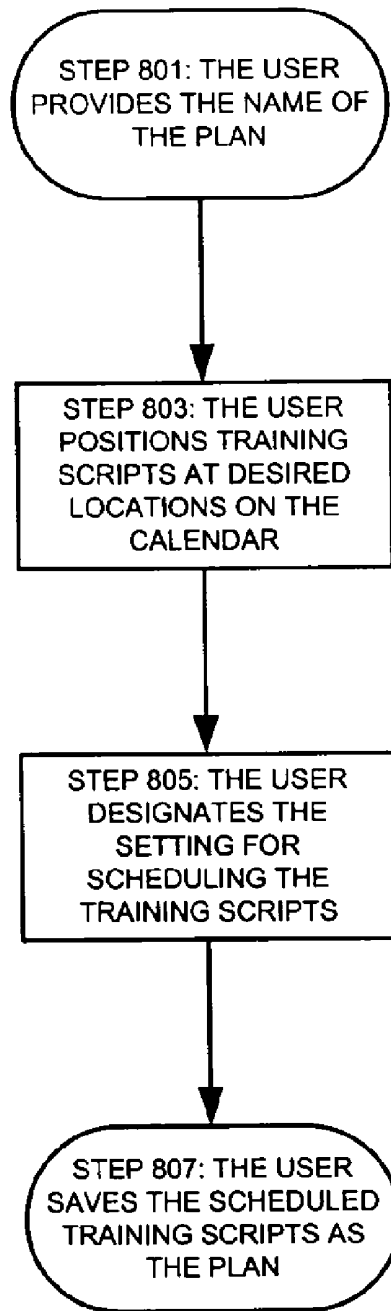 STEP 801: THE USER
PROVIDES THE NAME OF
THE PLAN
STEP 803: THE USER
POSITIONS TRAINING
SCRIPTS AT DESIRED
LOCATIONS ON THE
CALENDAR
STEP 805: THE USER
DESIGNATES THE
SETTING FOR
SCHEDULING THE
TRAINING SCRIPTS
STEP 807: THE USER
SAVES THE SCHEDULED
TRAINING SCRIPTS AS
THE PLAN